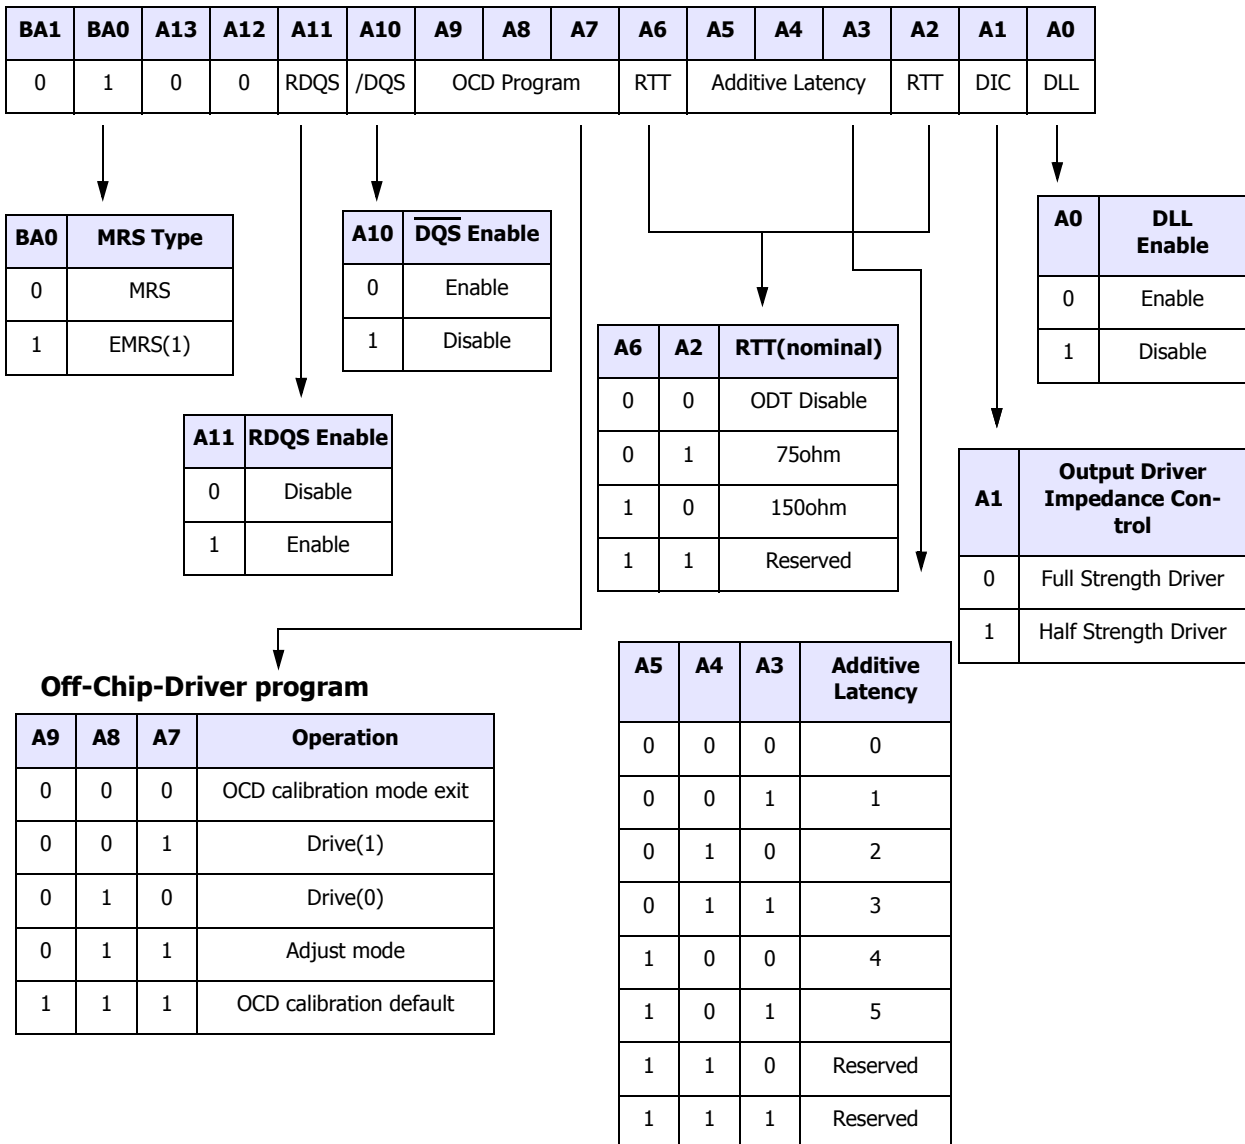 BA1 BA0 A13 A12 A11 A10 A9 A8 A7 A6 A5 A4 A3 A2 A1 A0
0 1 0 0 RDQS /DQS OCD Program RTT Additive Latency RTT DIC DLL
BA0 MRS Type
0 MRS
1 EMRS(1)
A10 DQS Enable
0 Enable
1 Disable
A0 DLL
Enable
0 Enable
1 Disable
A6 A2 RTT(nominal)
0 0 ODT Disable
0 1 75ohm
1 0 150ohm
1 1 Reserved
A11 RDQS Enable
0 Disable
1 Enable
A1 Output Driver
Impedance Con-
trol
0 Full Strength Driver
1 Half Strength Driver
Off-Chip-Driver program
A9 A8 A7 Operation
0 0 0 OCD calibration mode exit
0 0 1 Drive(1)
0 1 0 Drive(0)
0 1 1 Adjust mode
1 1 1 OCD calibration default
A5 A4 A3 Additive
Latency
0 0 0 0
0 0 1 1
0 1 0 2
0 1 1 3
1 0 0 4
1 0 1 5
1 1 0 Reserved
1 1 1 Reserved